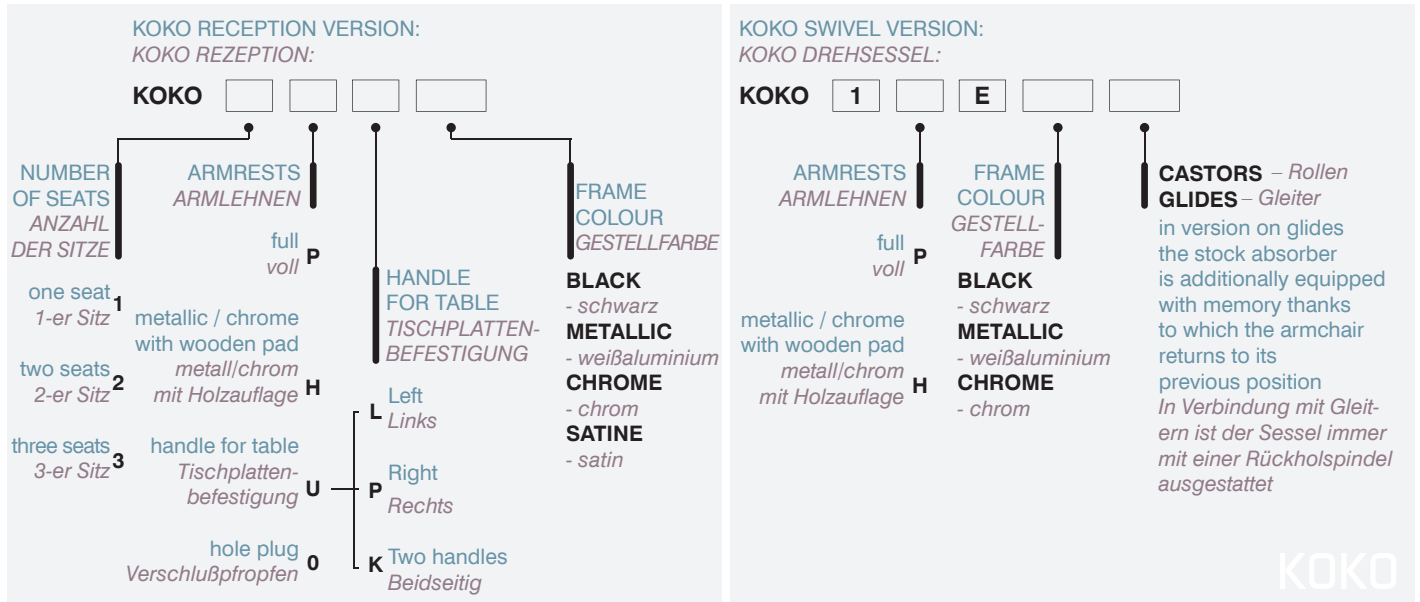 KOKO RECEPTION VERSION:
KOKO REZEPTION:
KOKO
NUMBER
OF SEATS
ANZAHL
DER SITZE
one seat 1
1-er Sitz
two seats 2
2-er Sitz
three seats 3
3-er Sitz
ARMRESTS
ARMLEHNEN
full P
voll
metallic / chrome
with wooden pad
metall/chrom
mit Holzauflage H
handle for table
Tischplatten-
befestigung U
hole plug 0
Verschlußpfropfen
HANDLE
FOR TABLE
TISCHPLATTEN-
BEFESTIGUNG
L Left
Links
P Right
Rechts
K Two handles
Beidseitig
FRAME
COLOUR
GESTELLFARBE
BLACK
- schwarz
METALLIC
- weißaluminium
CHROME
- chrom
SATINE
- satin
KOKO SWIVEL VERSION:
KOKO DREHSESSEL:
KOKO 1 E
ARMRESTS
ARMLEHNEN
full P
voll
metallic / chrome
with wooden pad
metall/chrom
mit Holzauflage H
FRAME
COLOUR
GESTELL-
FARBE
BLACK
- schwarz
METALLIC
- weißaluminium
CHROME
- chrom
CASTORS – Rollen
GLIDES – Gleiter
in version on glides
the stock absorber
is additionally equipped
with memory thanks
to which the armchair
returns to its
previous position
In Verbindung mit Gleit-
ern ist der Sessel immer
mit einer Rückholspindel
ausgestattet
KOKO